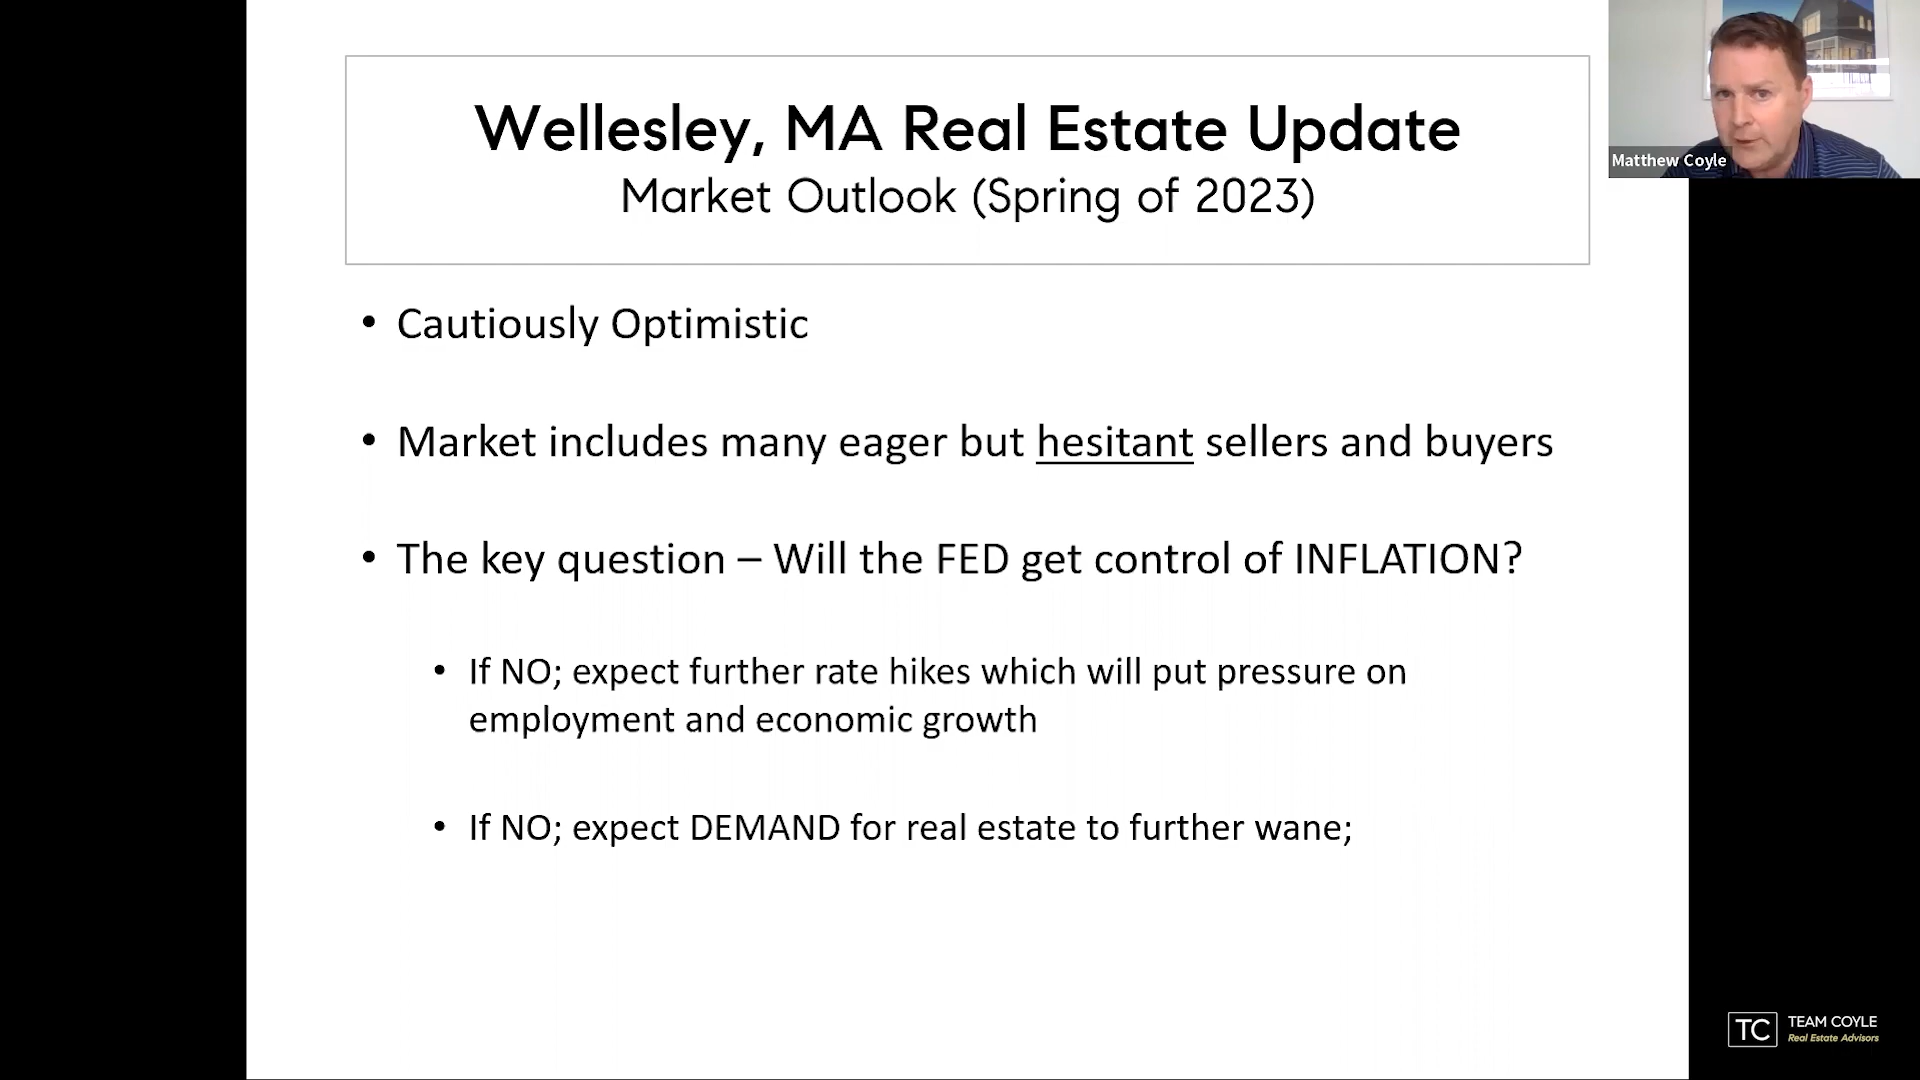 Wellesley, MA Real Estate Update
Market Outlook (Spring of 2023)
Matthew Coyle
• Cautiously Optimistic
• Market includes many eager but hesitant sellers and buyers
• The key question – Will the FED get control of INFLATION?
• If NO; expect further rate hikes which will put pressure on
employment and economic growth
• If NO; expect DEMAND for real estate to further wane;
TC
TEAM COYLE
Real Estate Advisors